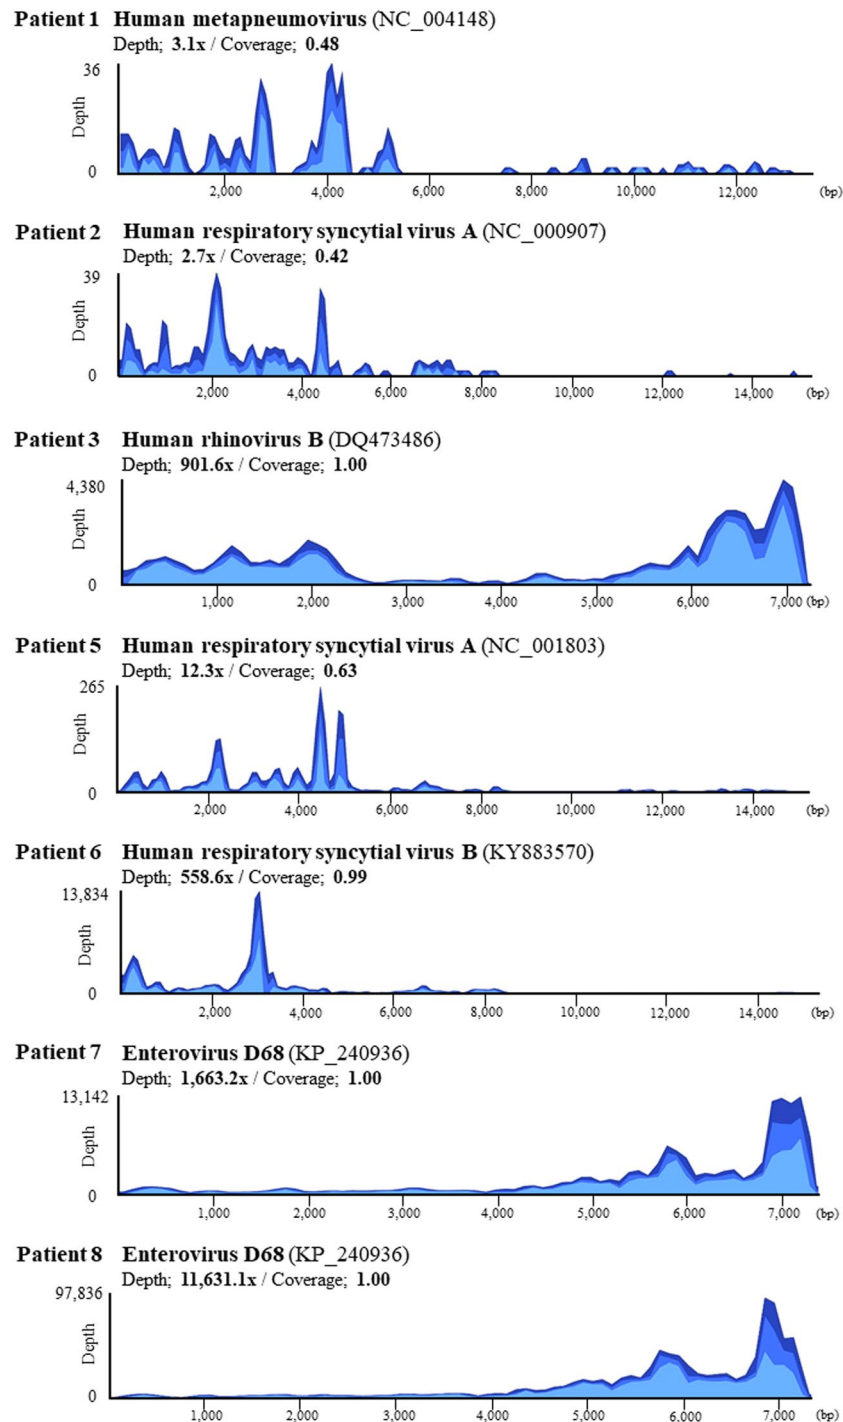 Patient 1 Human metapneumovirus (NC_004148)
Depth; 3.1x / Coverage; 0.48
36
Depth
0
2,000 4,000 6,000 8,000 10,000 12,000 (bp)
Patient 2 Human respiratory syncytial virus A (NC_000907)
Depth; 2.7x / Coverage; 0.42
39
Depth
0
2,000 4,000 6,000 8,000 10,000 12,000 14,000 (bp)
Patient 3 Human rhinovirus B (DQ473486)
Depth; 901.6x / Coverage; 1.00
4,380
Depth
0
1,000 2,000 3,000 4,000 5,000 6,000 7,000 (bp)
Patient 5 Human respiratory syncytial virus A (NC_001803)
Depth; 12.3x / Coverage; 0.63
265
Depth
0
2,000 4,000 6,000 8,000 10,000 12,000 14,000 (bp)
Patient 6 Human respiratory syncytial virus B (KY883570)
Depth; 558.6x / Coverage; 0.99
13,834
Depth
0
2,000 4,000 6,000 8,000 10,000 12,000 14,000 (bp)
Patient 7 Enterovirus D68 (KP_240936)
Depth; 1,663.2x / Coverage; 1.00
13,142
Depth
0
1,000 2,000 3,000 4,000 5,000 6,000 7,000 (bp)
Patient 8 Enterovirus D68 (KP_240936)
Depth; 11,631.1x / Coverage; 1.00
97,836
Depth
0
1,000 2,000 3,000 4,000 5,000 6,000 7,000 (bp)